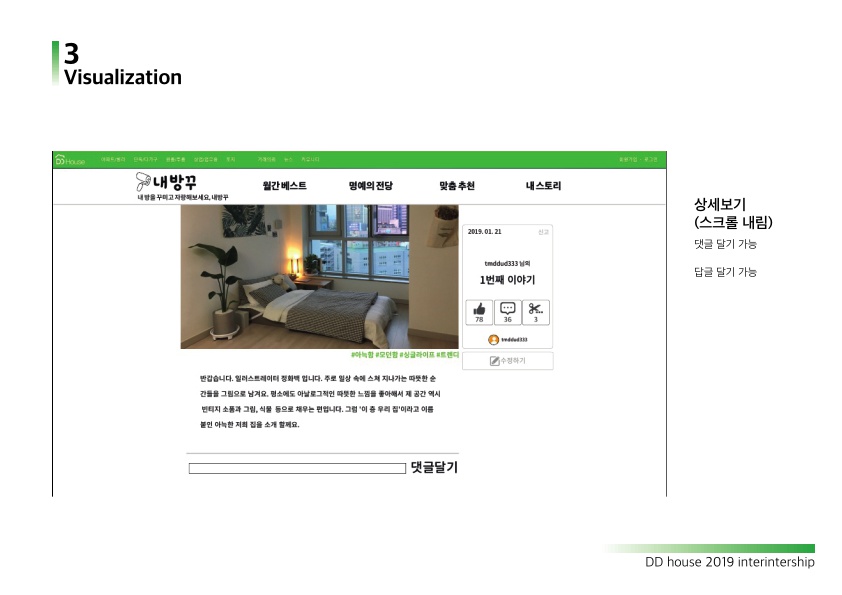 3
Visualization
DD House
내방꾸
내 방을 꾸미고 자랑해보세요, 내방꾸
월간 베스트
명예의 전당
맞춤 추천
내 스토리
2019. 01. 21
신고
tmddud333 님의
1번째 이야기
78
36
3
tmddud333
수정하기
#아늑함 #모던함 #싱글라이프 #트렌디
반갑습니다. 일러스트레이터 정화백 입니다. 주로 일상 속에 스쳐 지나가는 따뜻한 순
간들을 그림으로 남겨요. 평소에도 아날로그적인 따뜻한 느낌을 좋아해서 제 공간 역시
빈티지 소품과 그림, 식물 등으로 채우는 편입니다. 그럼 '이 층 우리 집'이라고 이름
붙인 아늑한 저희 집을 소개 할께요.
댓글달기
상세보기
(스크롤 내림)
댓글 달기 가능
답글 달기 가능
DD house 2019 interintership